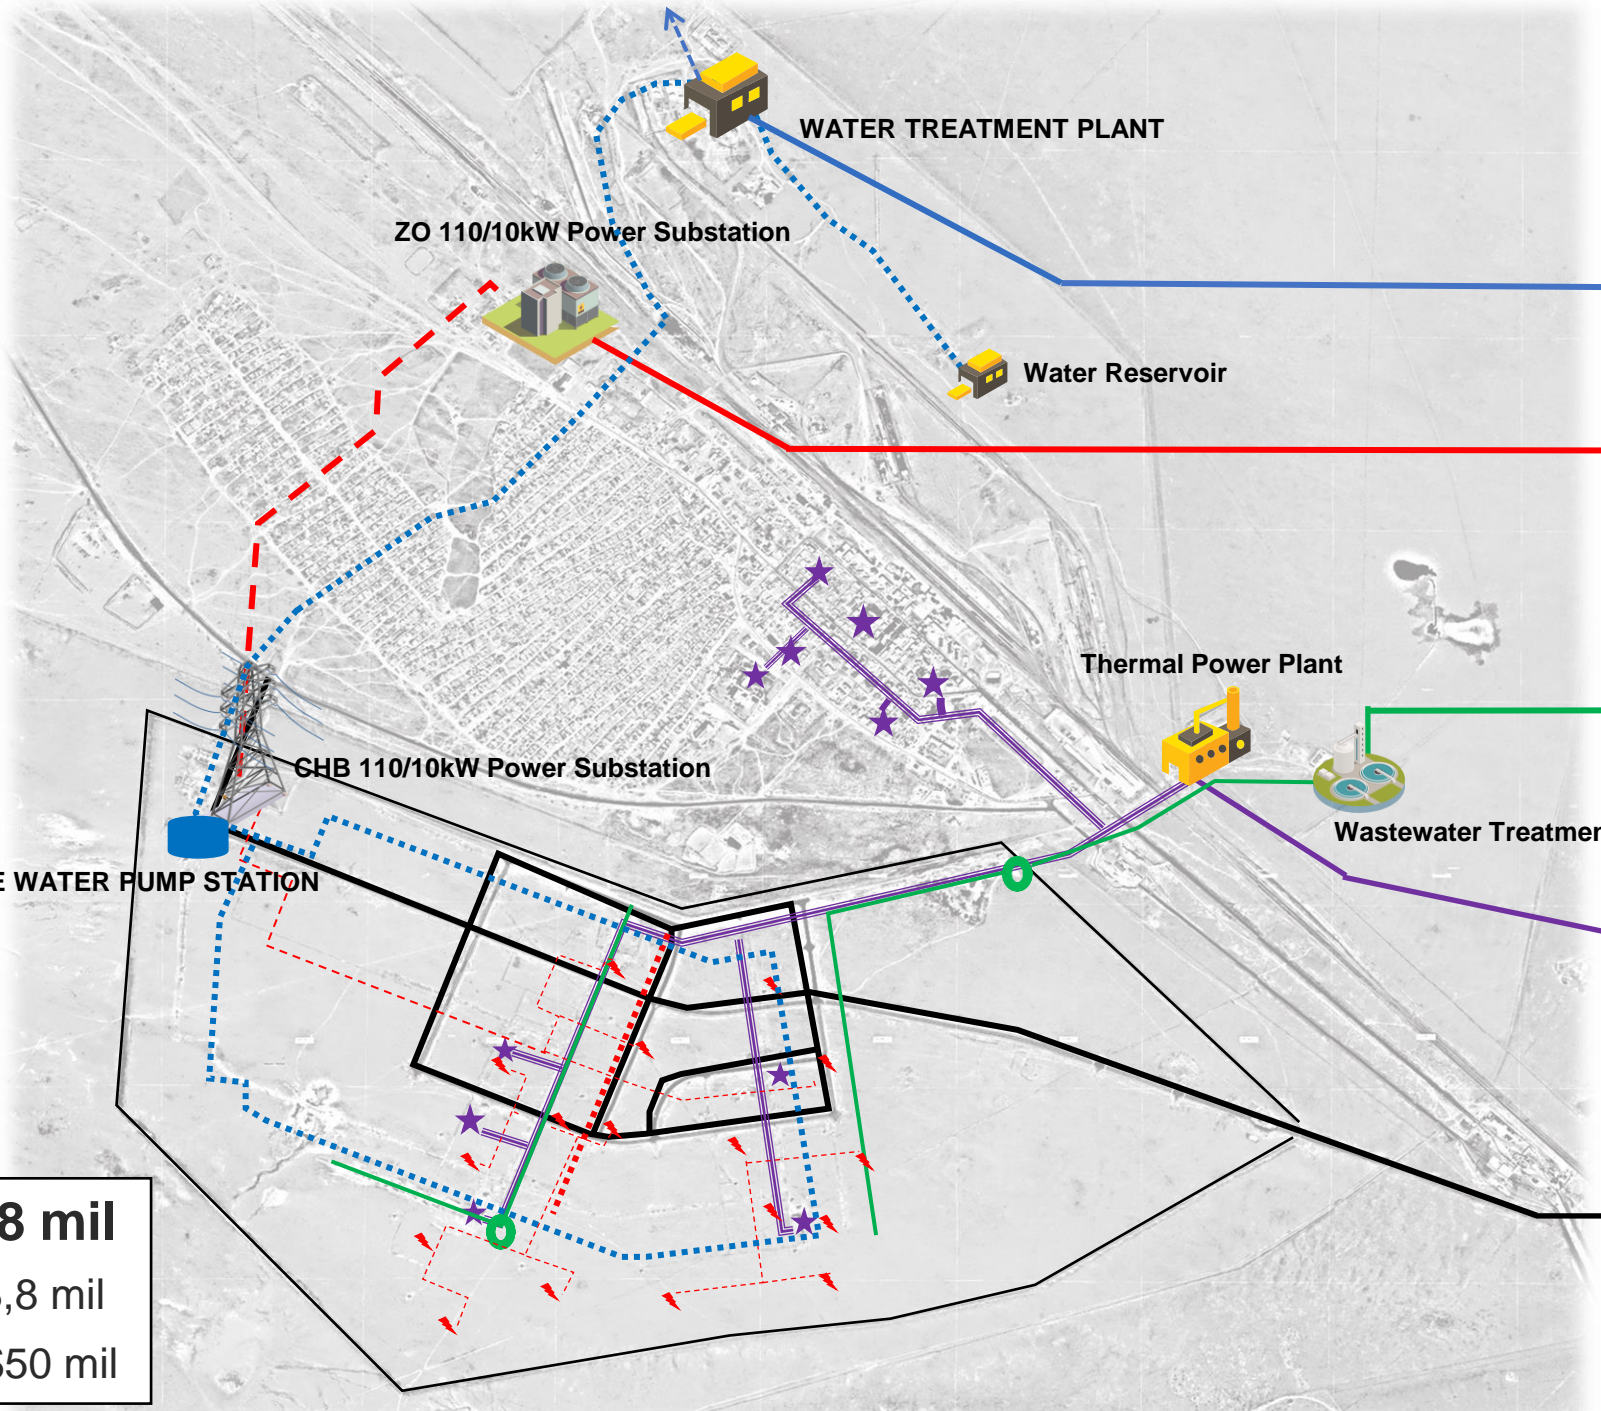 WATER TREATMENT PLANT
ZO 110/10kW Power Substation
Water Reservoir
Thermal Power Plant
CHB 110/10kW Power Substation
Wastewater
WATER PUMP STATION
8 mil
,8 mil
50 mil